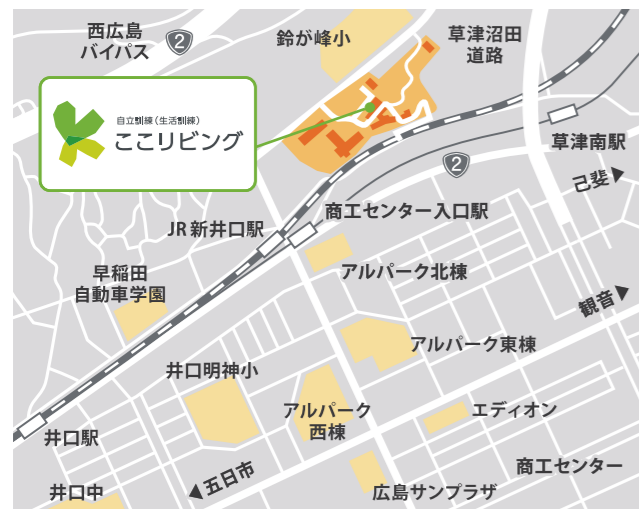 西広島
バイパス
2
鈴が峰小
草津沼田
道路
自立訓練（生活訓練）
ここリビング
草津南駅
2
己斐▶
商工センター入口駅
JR新井口駅
アルパーク北棟
早稲田
自動車学園
観音▶
アルパーク東棟
井口明神小
アルパーク
西棟
エディオン
井口駅
◀五日市
商工センター
井口中
広島サンプラザ